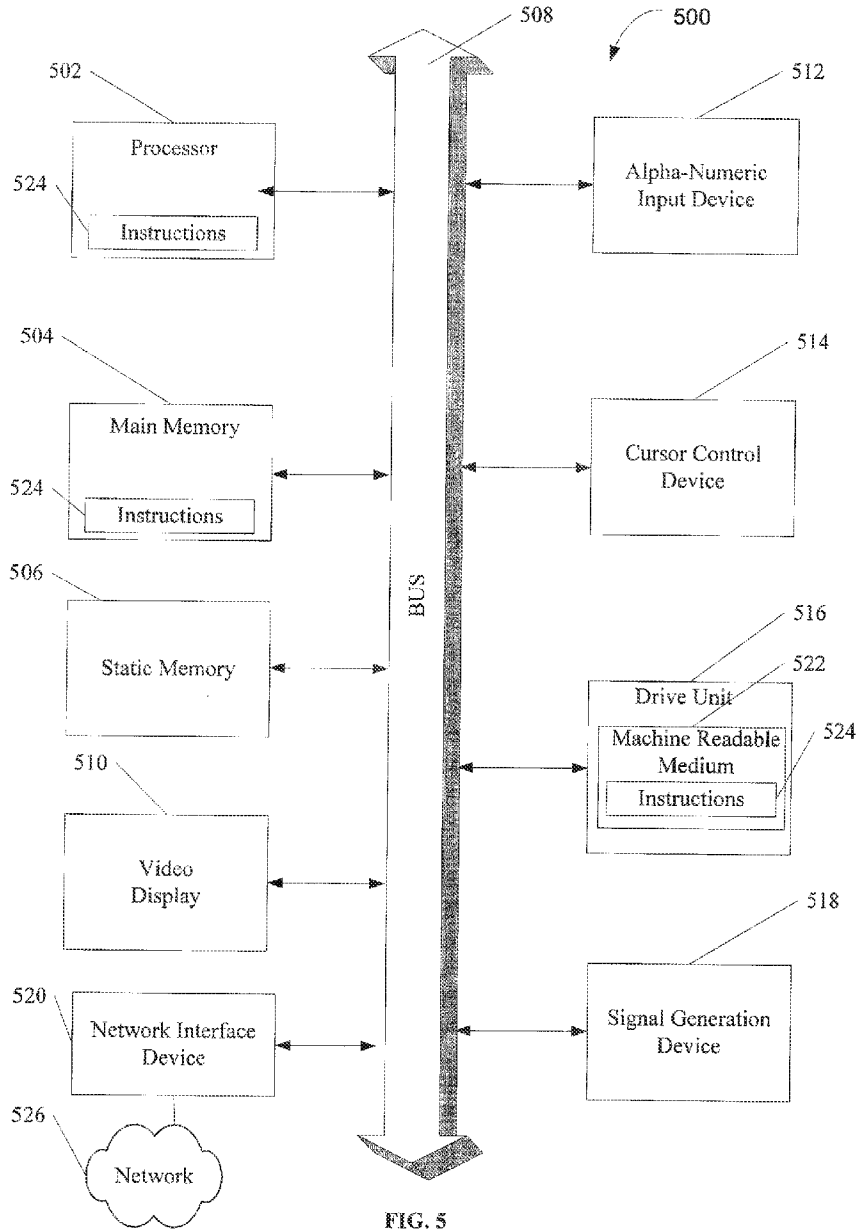 508
500
502
512
Processor
524
Instructions
Alpha-Numeric
Input Device
504
514
Main Memory
524
Instructions
Cursor Control
Device
506
BUS
516
Static Memory
Drive Unit
522
Machine Readable
Medium
524
Instructions
510
Video
Display
518
520
Network Interface
Device
Signal Generation
Device
526
Network
FIG. 5